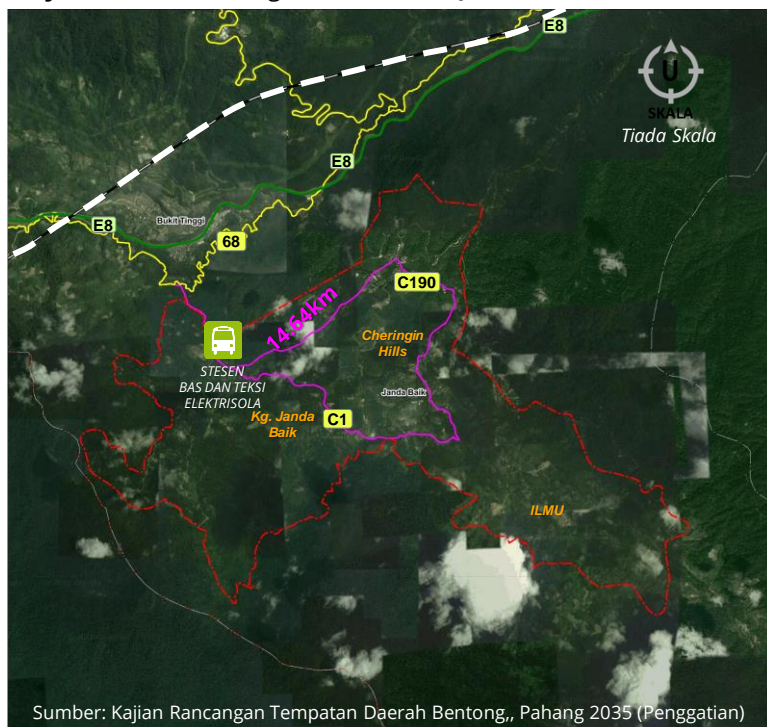 E8
U
SKALA
Tiada Skala
E8
Bukit Tinggi
E8
68
C190
14.64km
Cheringin
Hills
STESEN
BAS DAN TEKSI
ELEKTRISOLA
Janda Baik
Kg. Janda
Baik
C1
ILMU
Sumber: Kajian Rancangan Tempatan Daerah Bentong,, Pahang 2035 (Penggatian)